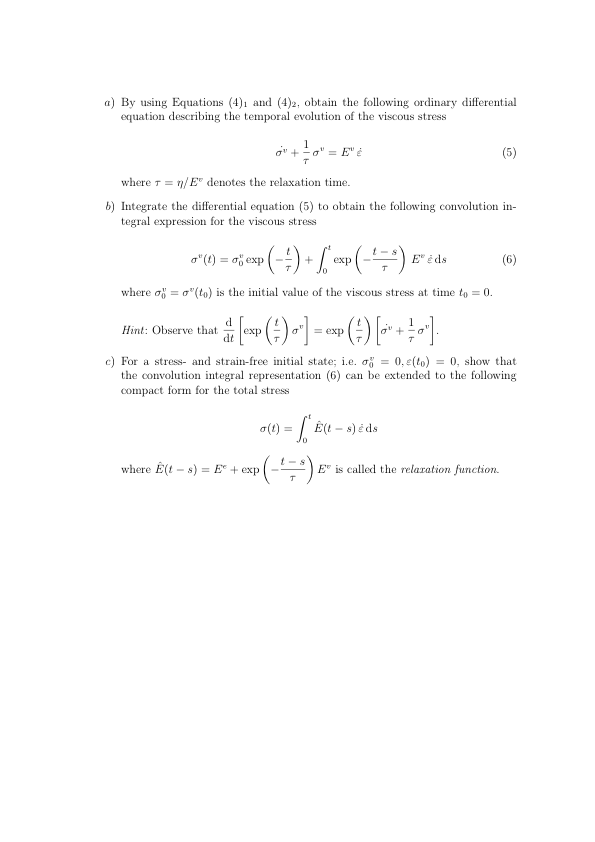 a) By using Equations (4)₁ and (4)₂, obtain the following ordinary differential
equation describing the temporal evolution of the viscous stress
σ̇ᵛ + 1/τ σᵛ = Eᵛ ε̇ (5)
where τ = η/Eᵛ denotes the relaxation time.
b) Integrate the differential equation (5) to obtain the following convolution in-
tegral expression for the viscous stress
σᵛ(t) = σ₀ᵛ exp (−t/τ) + ∫₀ᵗ exp (−(t − s)/τ) Eᵛ ε̇ ds (6)
where σ₀ᵛ = σᵛ(t₀) is the initial value of the viscous stress at time t₀ = 0.
Hint: Observe that d/dt [exp (t/τ) σᵛ] = exp (t/τ) [σ̇ᵛ + 1/τ σᵛ].
c) For a stress- and strain-free initial state; i.e. σ₀ᵛ = 0, ε(t₀) = 0, show that
the convolution integral representation (6) can be extended to the following
compact form for the total stress
σ(t) = ∫₀ᵗ Ê(t − s) ε̇ ds
where Ê(t − s) = Eᵉ + exp (−(t − s)/τ) Eᵛ is called the relaxation function.